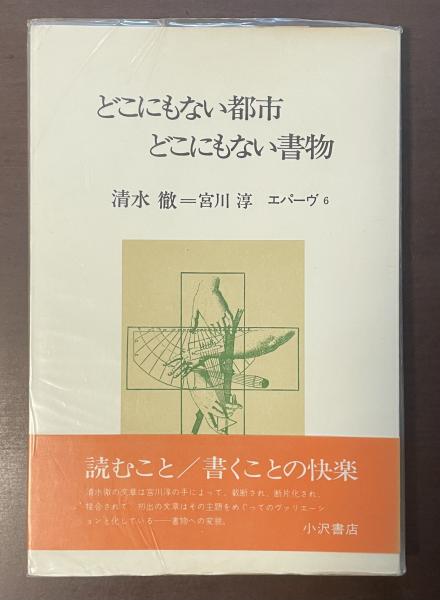 どこにもない都市
どこにもない書物
清水 徹＝宮川 淳 エパーヴ 6
読むこと／書くことの快楽
清水徹の文章は宮川淳の手によって、截断され、断片化され、
接合されて、初出の文章はその主題をめぐってのヴァリエーシ
ョンと化している――書物への変貌。
小沢書店